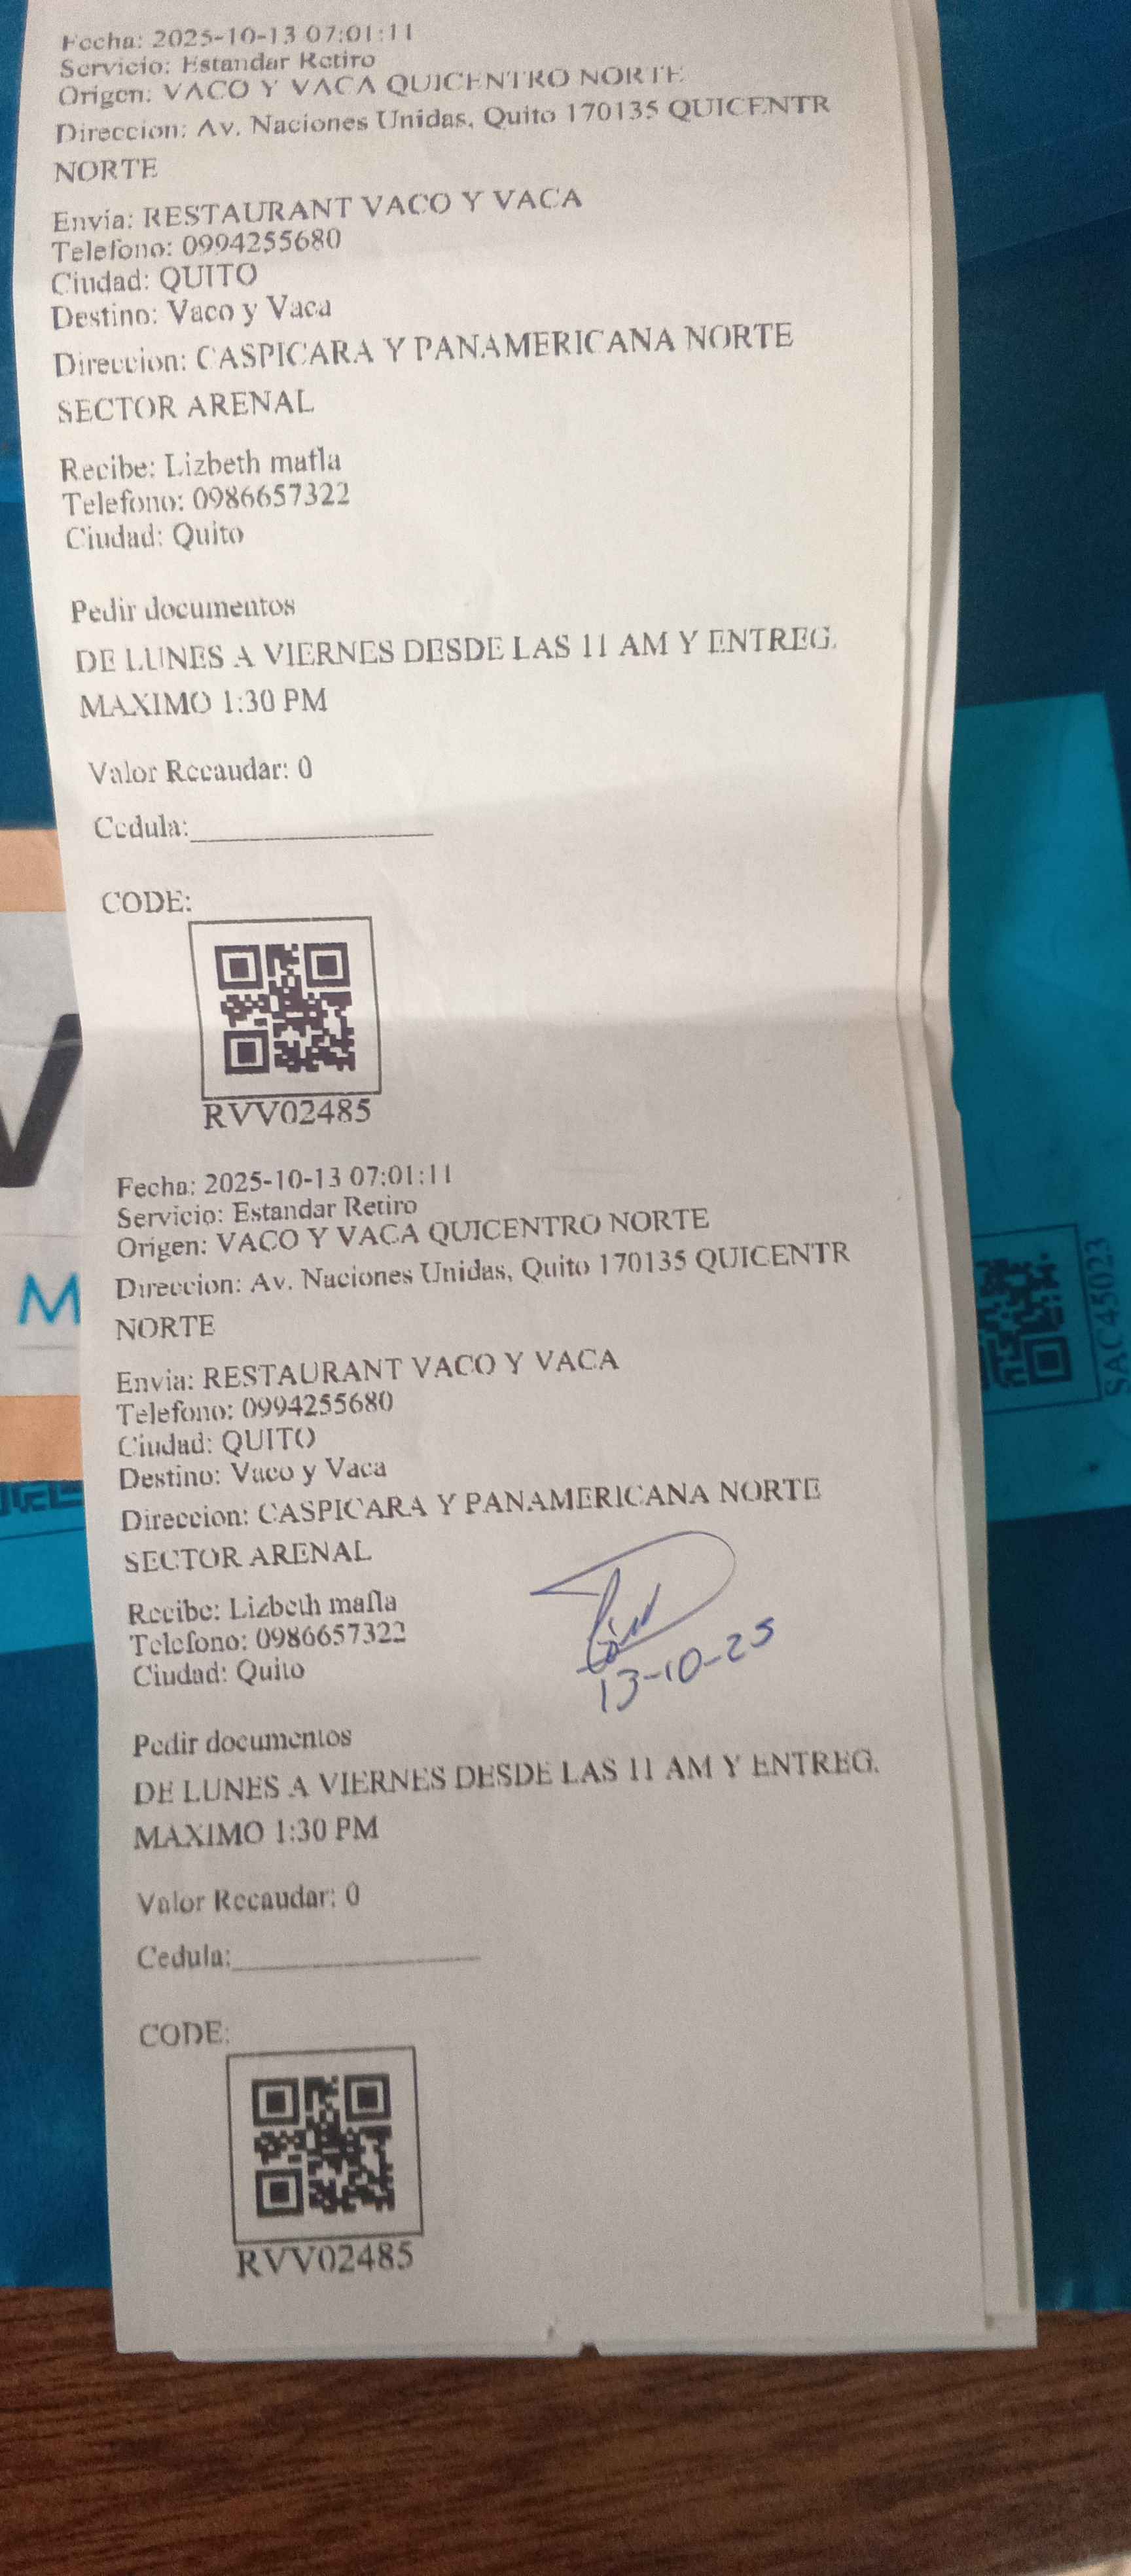 Fecha: 2025-10-13 07:01:11
Servicio: Estandar Retiro
Origen: VACO Y VACA QUICENTRO NORTE
Direccion: Av. Naciones Unidas, Quito 170135 QUICENTR
NORTE
Envia: RESTAURANT VACO Y VACA
Telefono: 0994255680
Ciudad: QUITO
Destino: Vaco y Vaca
Direccion: CASPICARA Y PANAMERICANA NORTE
SECTOR ARENAL
Recibe: Lizbeth mafla
Telefono: 0986657322
Ciudad: Quito
Pedir documentos
DE LUNES A VIERNES DESDE LAS 11 AM Y ENTREG.
MAXIMO 1:30 PM
Valor Recaudar: 0
Cedula:
CODE:
RVV02485
Fecha: 2025-10-13 07:01:11
Servicio: Estandar Retiro
Origen: VACO Y VACA QUICENTRO NORTE
Direccion: Av. Naciones Unidas, Quito 170135 QUICENTR
NORTE
Envia: RESTAURANT VACO Y VACA
Telefono: 0994255680
Ciudad: QUITO
Destino: Vaco y Vaca
Direccion: CASPICARA Y PANAMERICANA NORTE
SECTOR ARENAL
Recibe: Lizbeth mafla
Telefono: 0986657322
Ciudad: Quito
13-10-25
Pedir documentos
DE LUNES A VIERNES DESDE LAS 11 AM Y ENTREG.
MAXIMO 1:30 PM
Valor Recaudar: 0
Cedula:
CODE:
RVV02485
M
SAC45023